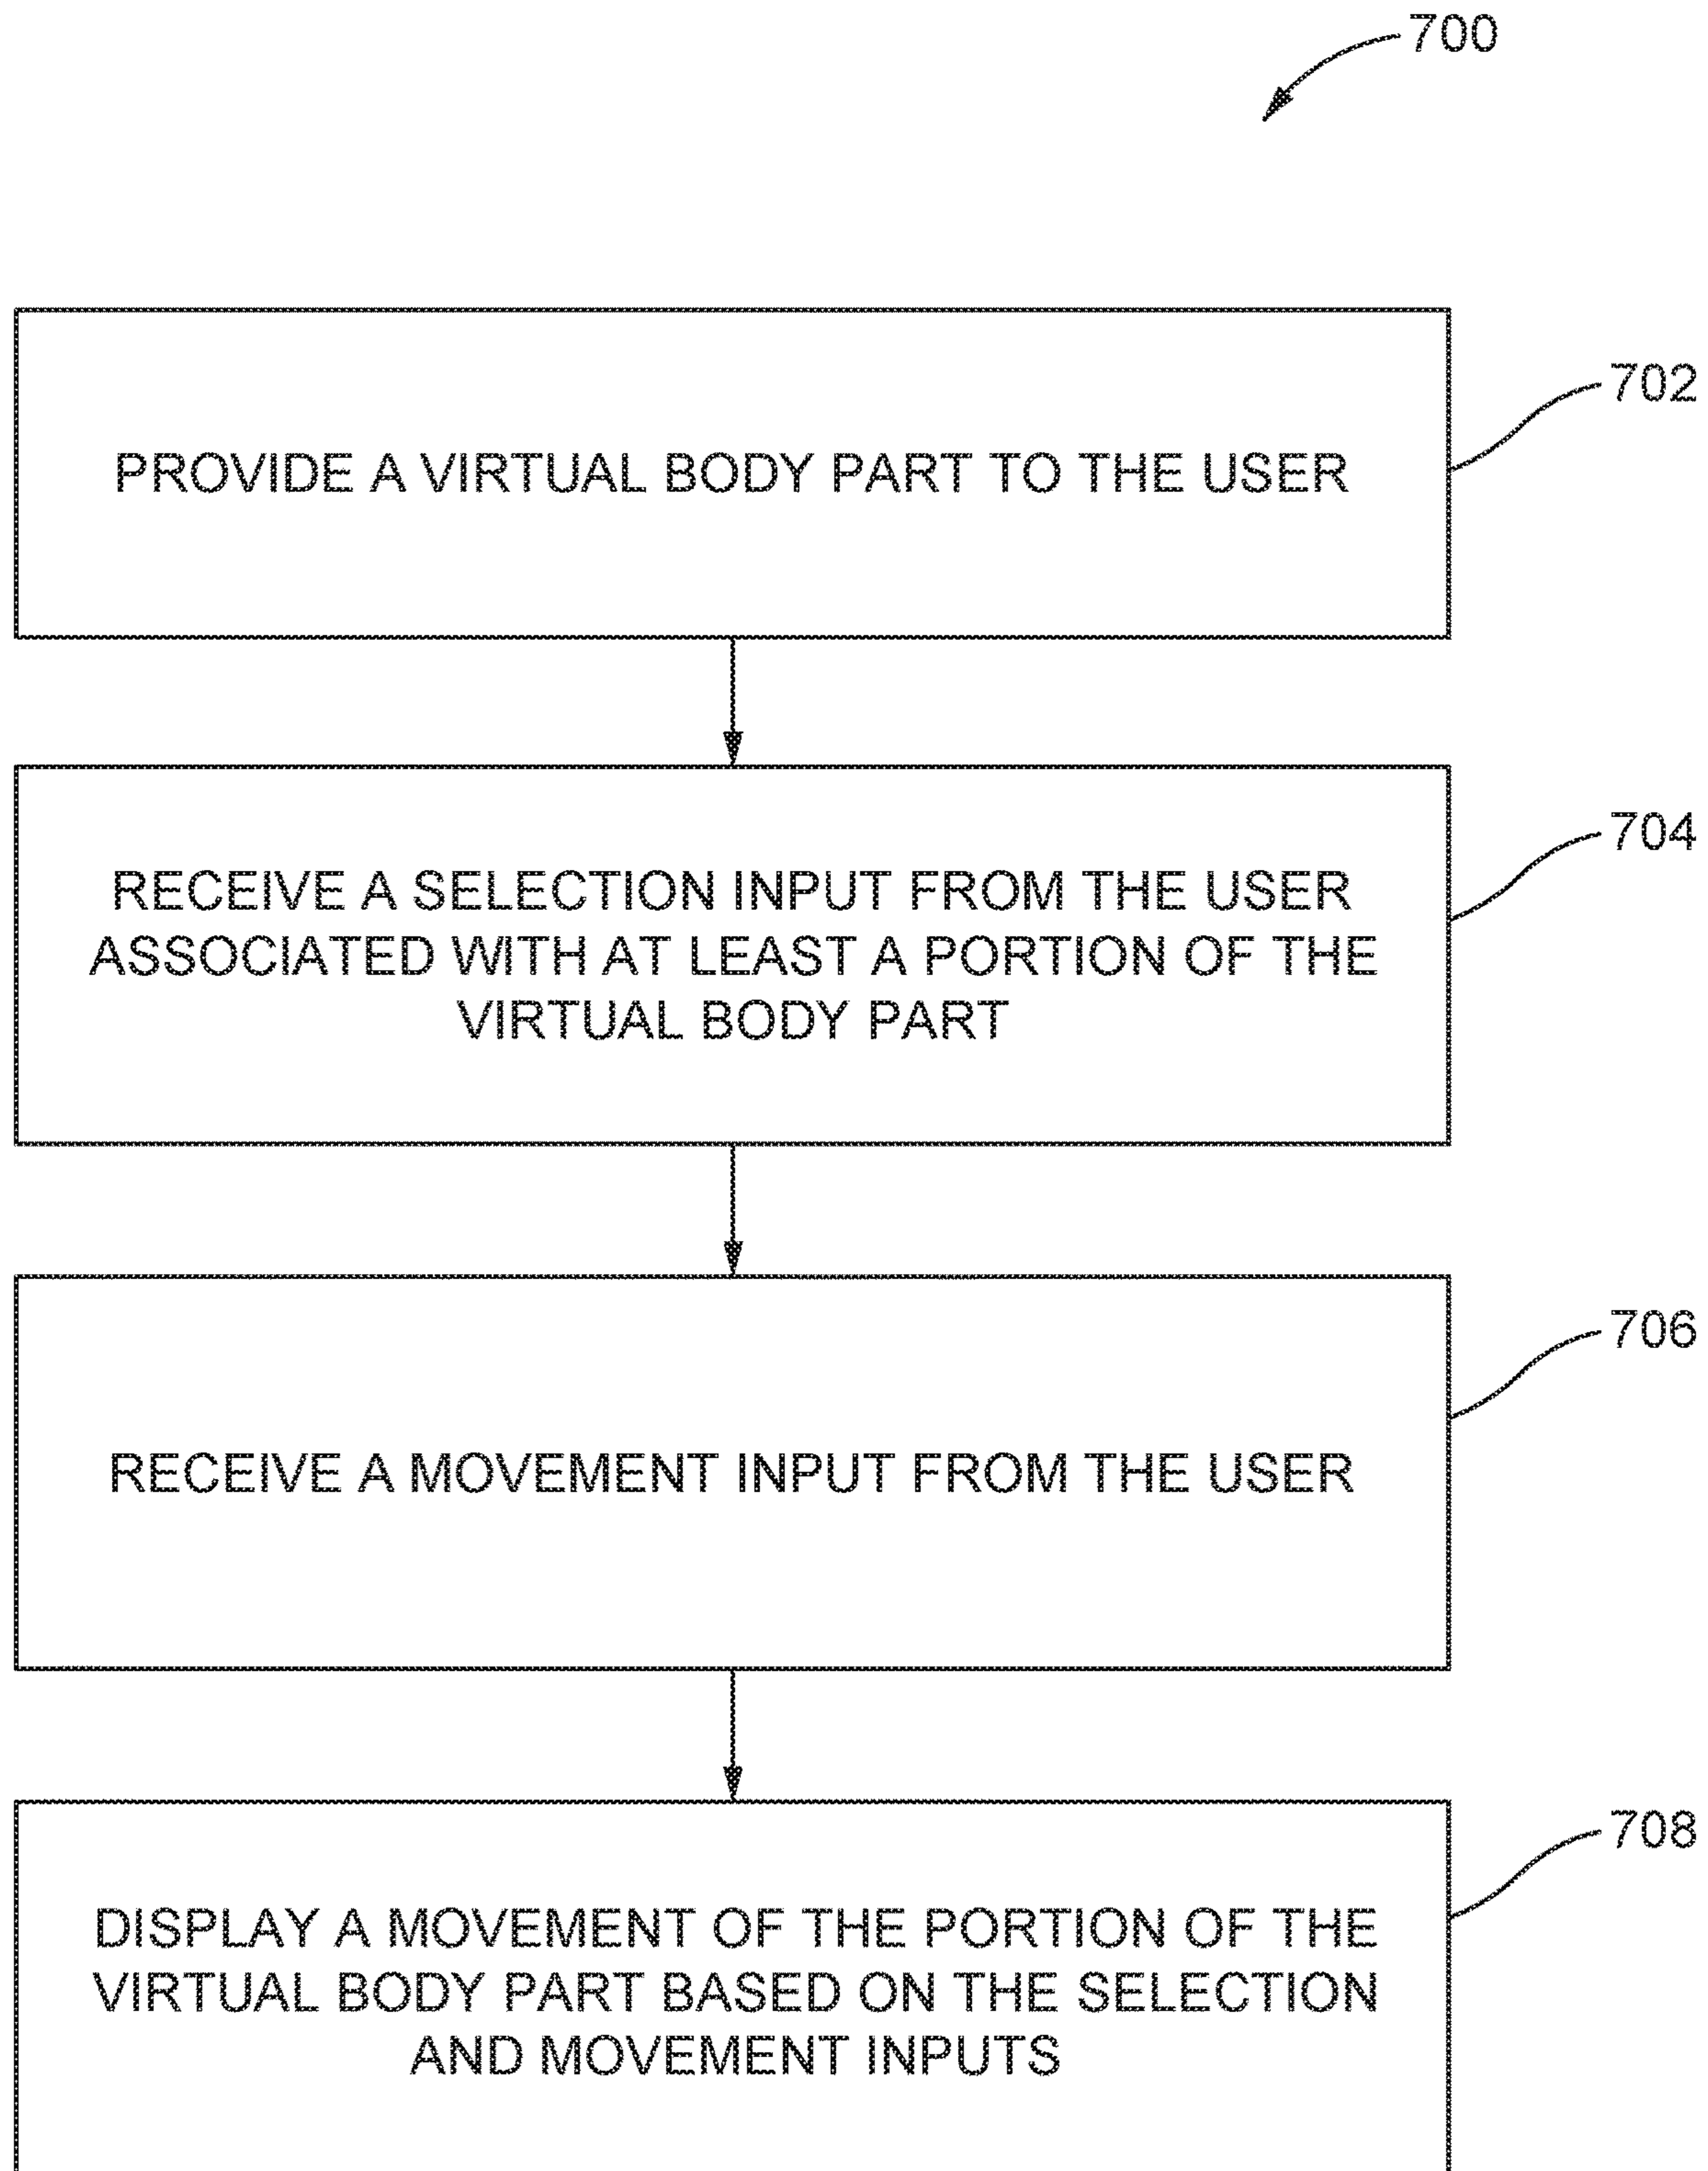 700
PROVIDE A VIRTUAL BODY PART TO THE USER
702
RECEIVE A SELECTION INPUT FROM THE USER
ASSOCIATED WITH AT LEAST A PORTION OF THE
VIRTUAL BODY PART
704
RECEIVE A MOVEMENT INPUT FROM THE USER
706
DISPLAY A MOVEMENT OF THE PORTION OF THE
VIRTUAL BODY PART BASED ON THE SELECTION
AND MOVEMENT INPUTS
708